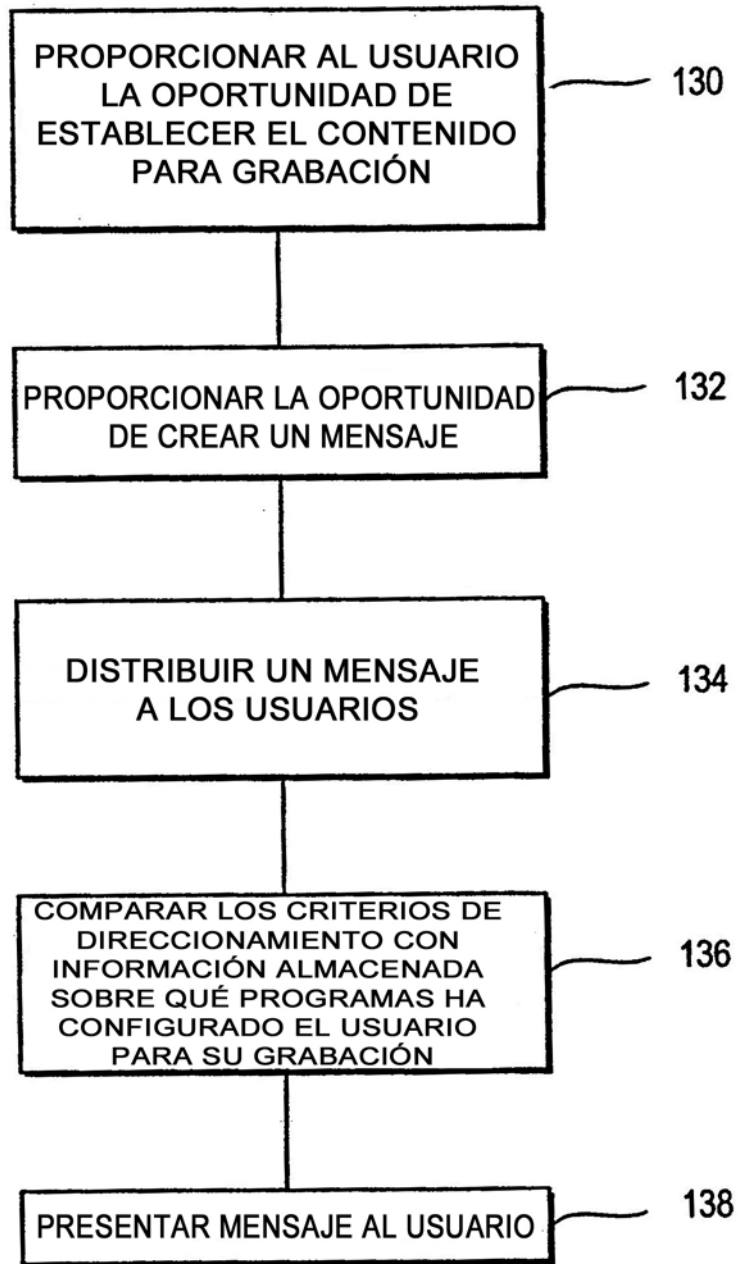 PROPORCIONAR AL USUARIO
LA OPORTUNIDAD DE
ESTABLECER EL CONTENIDO
PARA GRABACIÓN
130
PROPORCIONAR LA OPORTUNIDAD
DE CREAR UN MENSAJE
132
DISTRIBUIR UN MENSAJE
A LOS USUARIOS
134
COMPARAR LOS CRITERIOS DE
DIRECCIONAMIENTO CON
INFORMACIÓN ALMACENADA
SOBRE QUÉ PROGRAMAS HA
CONFIGURADO EL USUARIO
PARA SU GRABACIÓN
136
PRESENTAR MENSAJE AL USUARIO
138